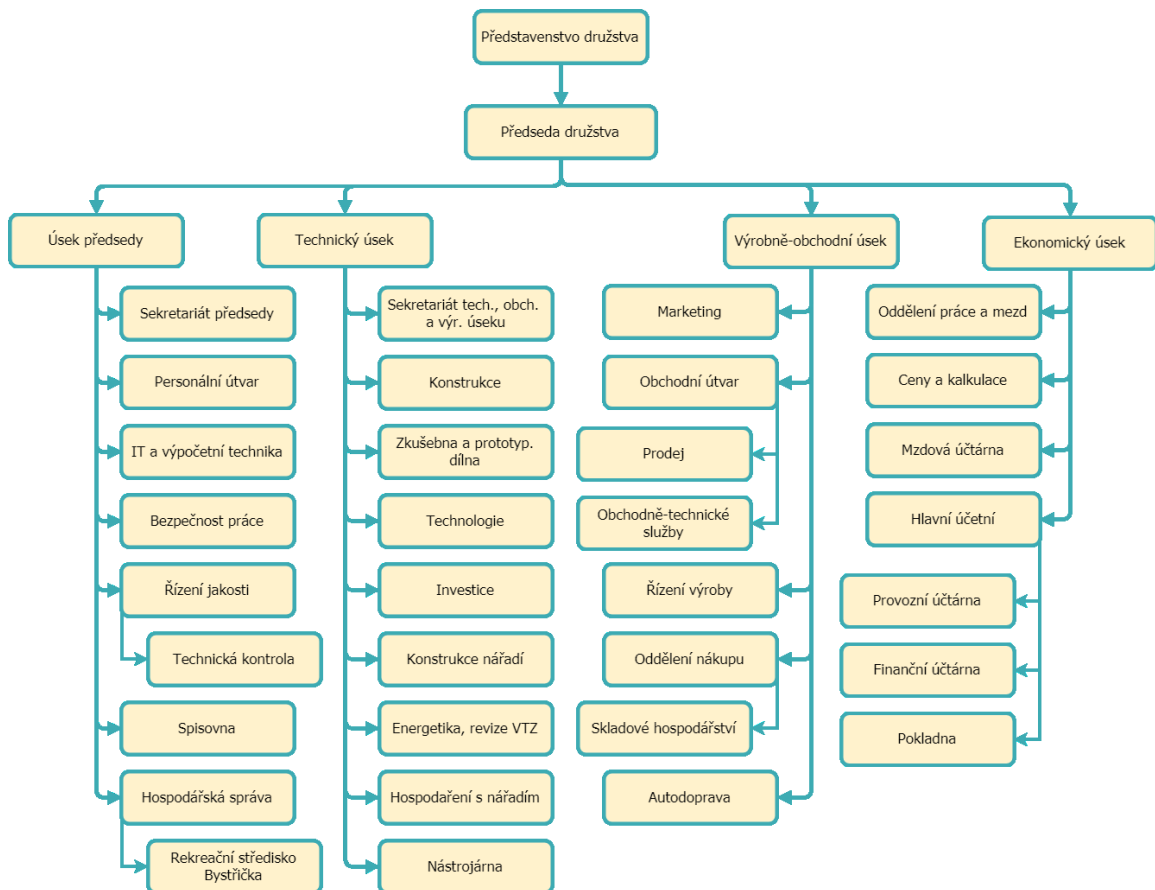 Představenstvo družstva
Předseda družstva
Úsek předsedy
Technický úsek
Výrobně-obchodní úsek
Ekonomický úsek
Sekretariát předsedy
Personální útvar
IT a výpočetní technika
Bezpečnost práce
Řízení jakosti
Technická kontrola
Spisovna
Hospodářská správa
Rekreační středisko
Bystřička
Sekretariát tech., obch.
a výr. úseku
Konstrukce
Zkušebna a prototyp.
dílna
Technologie
Investice
Konstrukce nářadí
Energetika, revize VTZ
Hospodaření s nářadím
Nástrojárna
Marketing
Obchodní útvar
Prodej
Obchodně-technické
služby
Řízení výroby
Oddělení nákupu
Skladové hospodářství
Autodoprava
Oddělení práce a mezd
Ceny a kalkulace
Mzdová účtárna
Hlavní účetní
Provozní účtárna
Finanční účtárna
Pokladna